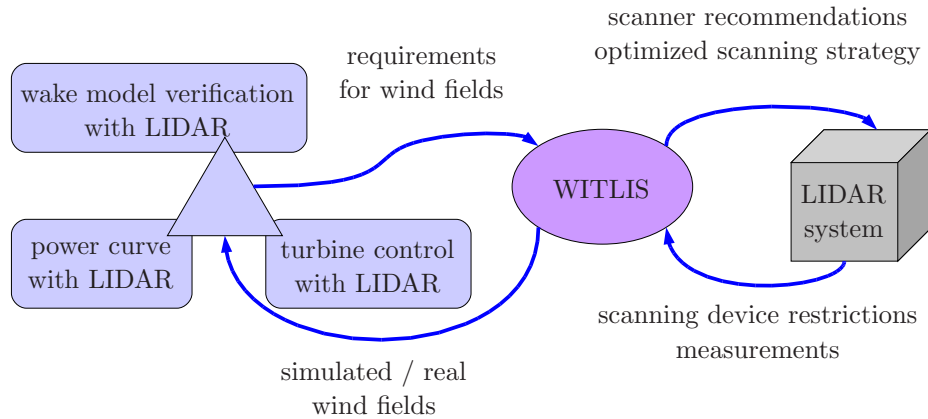 scanner recommendations
optimized scanning strategy
requirements
for wind fields
wake model verification
with LIDAR
WITLIS
LIDAR
system
power curve
with LIDAR
turbine control
with LIDAR
scanning device restrictions
measurements
simulated / real
wind fields